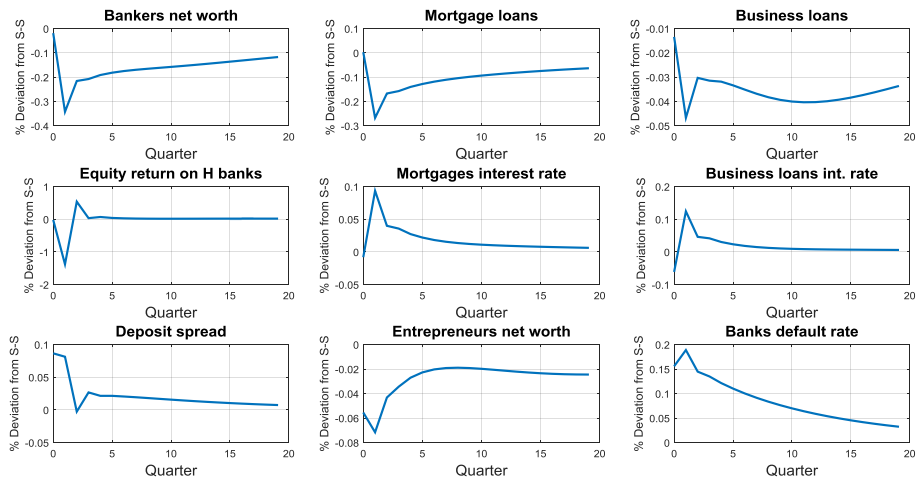 Bankers net worth
% Deviation from S-S
0
-0.1
-0.2
-0.3
-0.4
0 5 10 15 20
Quarter
Mortgage loans
% Deviation from S-S
0.1
0
-0.1
-0.2
-0.3
0 5 10 15 20
Quarter
Business loans
% Deviation from S-S
-0.01
-0.02
-0.03
-0.04
-0.05
0 5 10 15 20
Quarter
Equity return on H banks
% Deviation from S-S
1
0
-1
-2
0 5 10 15 20
Quarter
Mortgages interest rate
% Deviation from S-S
0.1
0.05
0
-0.05
0 5 10 15 20
Quarter
Business loans int. rate
% Deviation from S-S
0.2
0.1
0
-0.1
0 5 10 15 20
Quarter
Deposit spread
% Deviation from S-S
0.1
0.05
0
-0.05
0 5 10 15 20
Quarter
Entrepreneurs net worth
% Deviation from S-S
0
-0.02
-0.04
-0.06
-0.08
0 5 10 15 20
Quarter
Banks default rate
% Deviation from S-S
0.2
0.15
0.1
0.05
0
0 5 10 15 20
Quarter